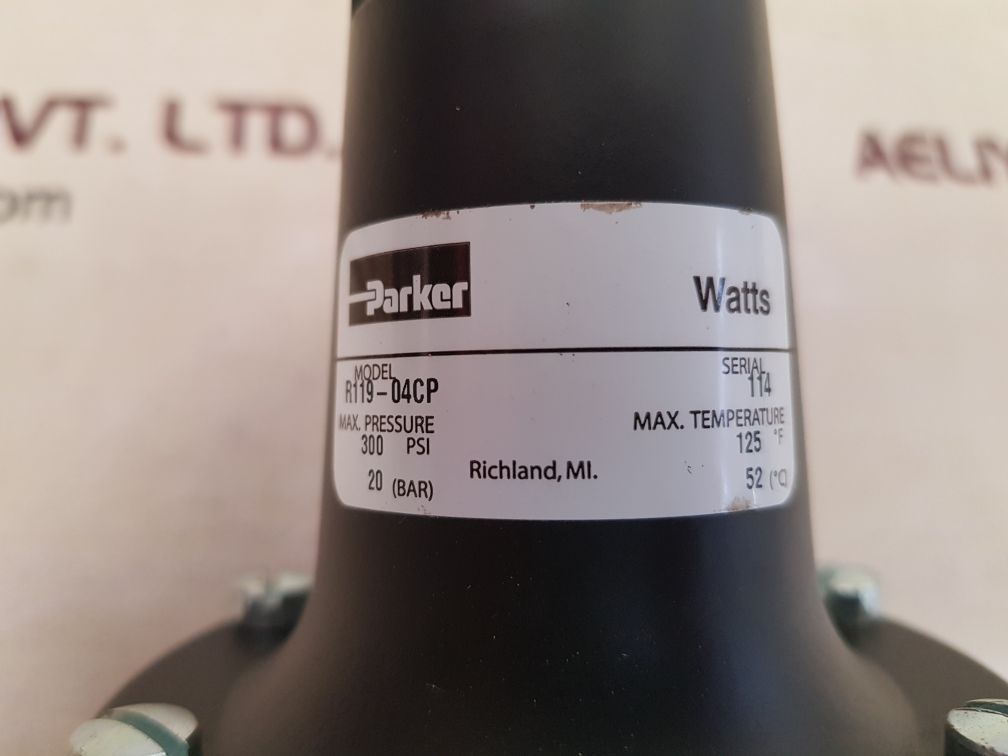 VT. LTD.
om
AELIY
Parker
Watts
MODEL
R119-04CP
SERIAL
114
MAX. PRESSURE
300 PSI
20 (BAR)
MAX. TEMPERATURE
125 °F
52 (°C)
Richland, MI.